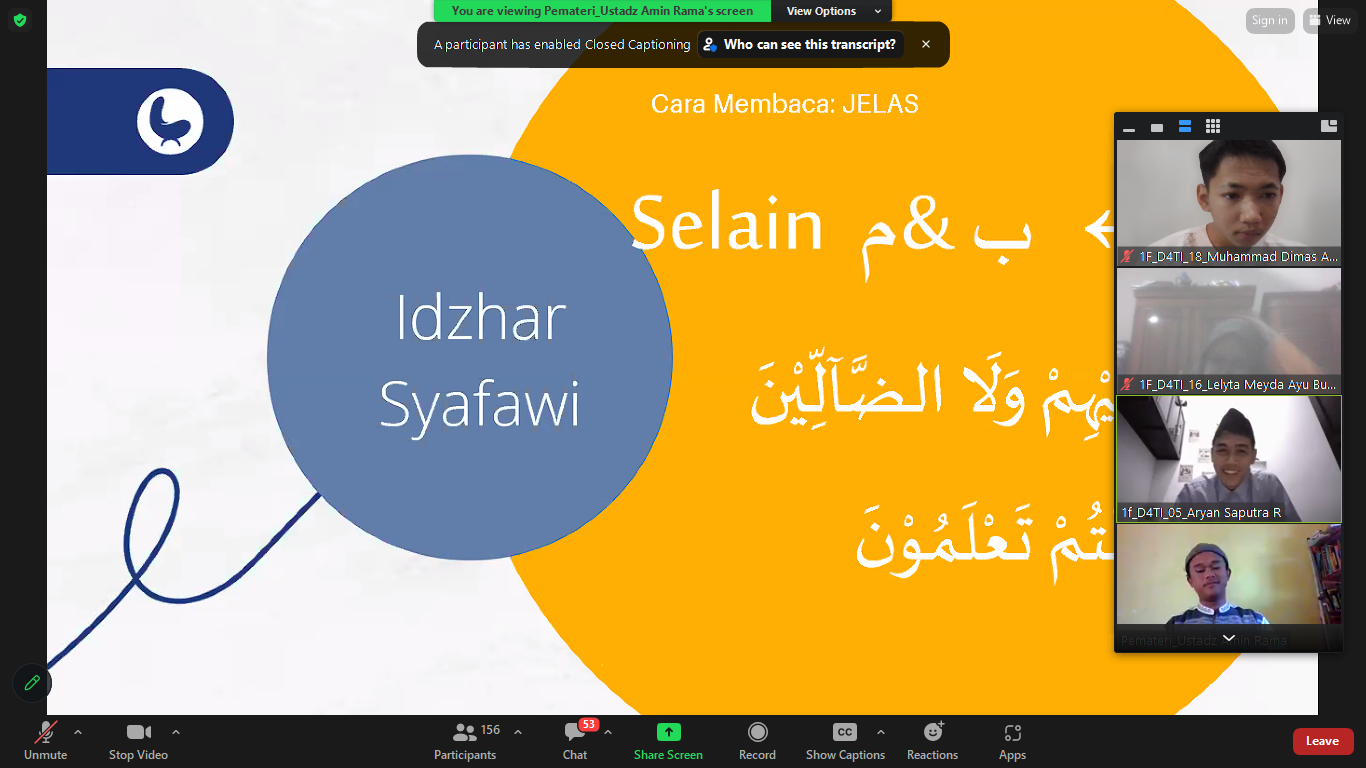 You are viewing Pemateri_Ustadz Amin Rama's screen
View Options
Sign in
View
A participant has enabled Closed Captioning
Who can see this transcript?
Cara Membaca: JELAS
Selain م & ب
Idzhar
Syafawi
يْهِمْ وَلَا الضَّآلِّيْنَ
تُمْ تَعْلَمُوْنَ
1F_D4TI_18_Muhammad Dimas A...
1F_D4TI_16_Lelyta Meyda Ayu Bu...
1f_D4TI_05_Aryan Saputra R
Pemateri_Ustadz Amin Rama
Unmute
Stop Video
Participants
156
Chat
53
Share Screen
Record
CC
Show Captions
Reactions
Apps
Leave